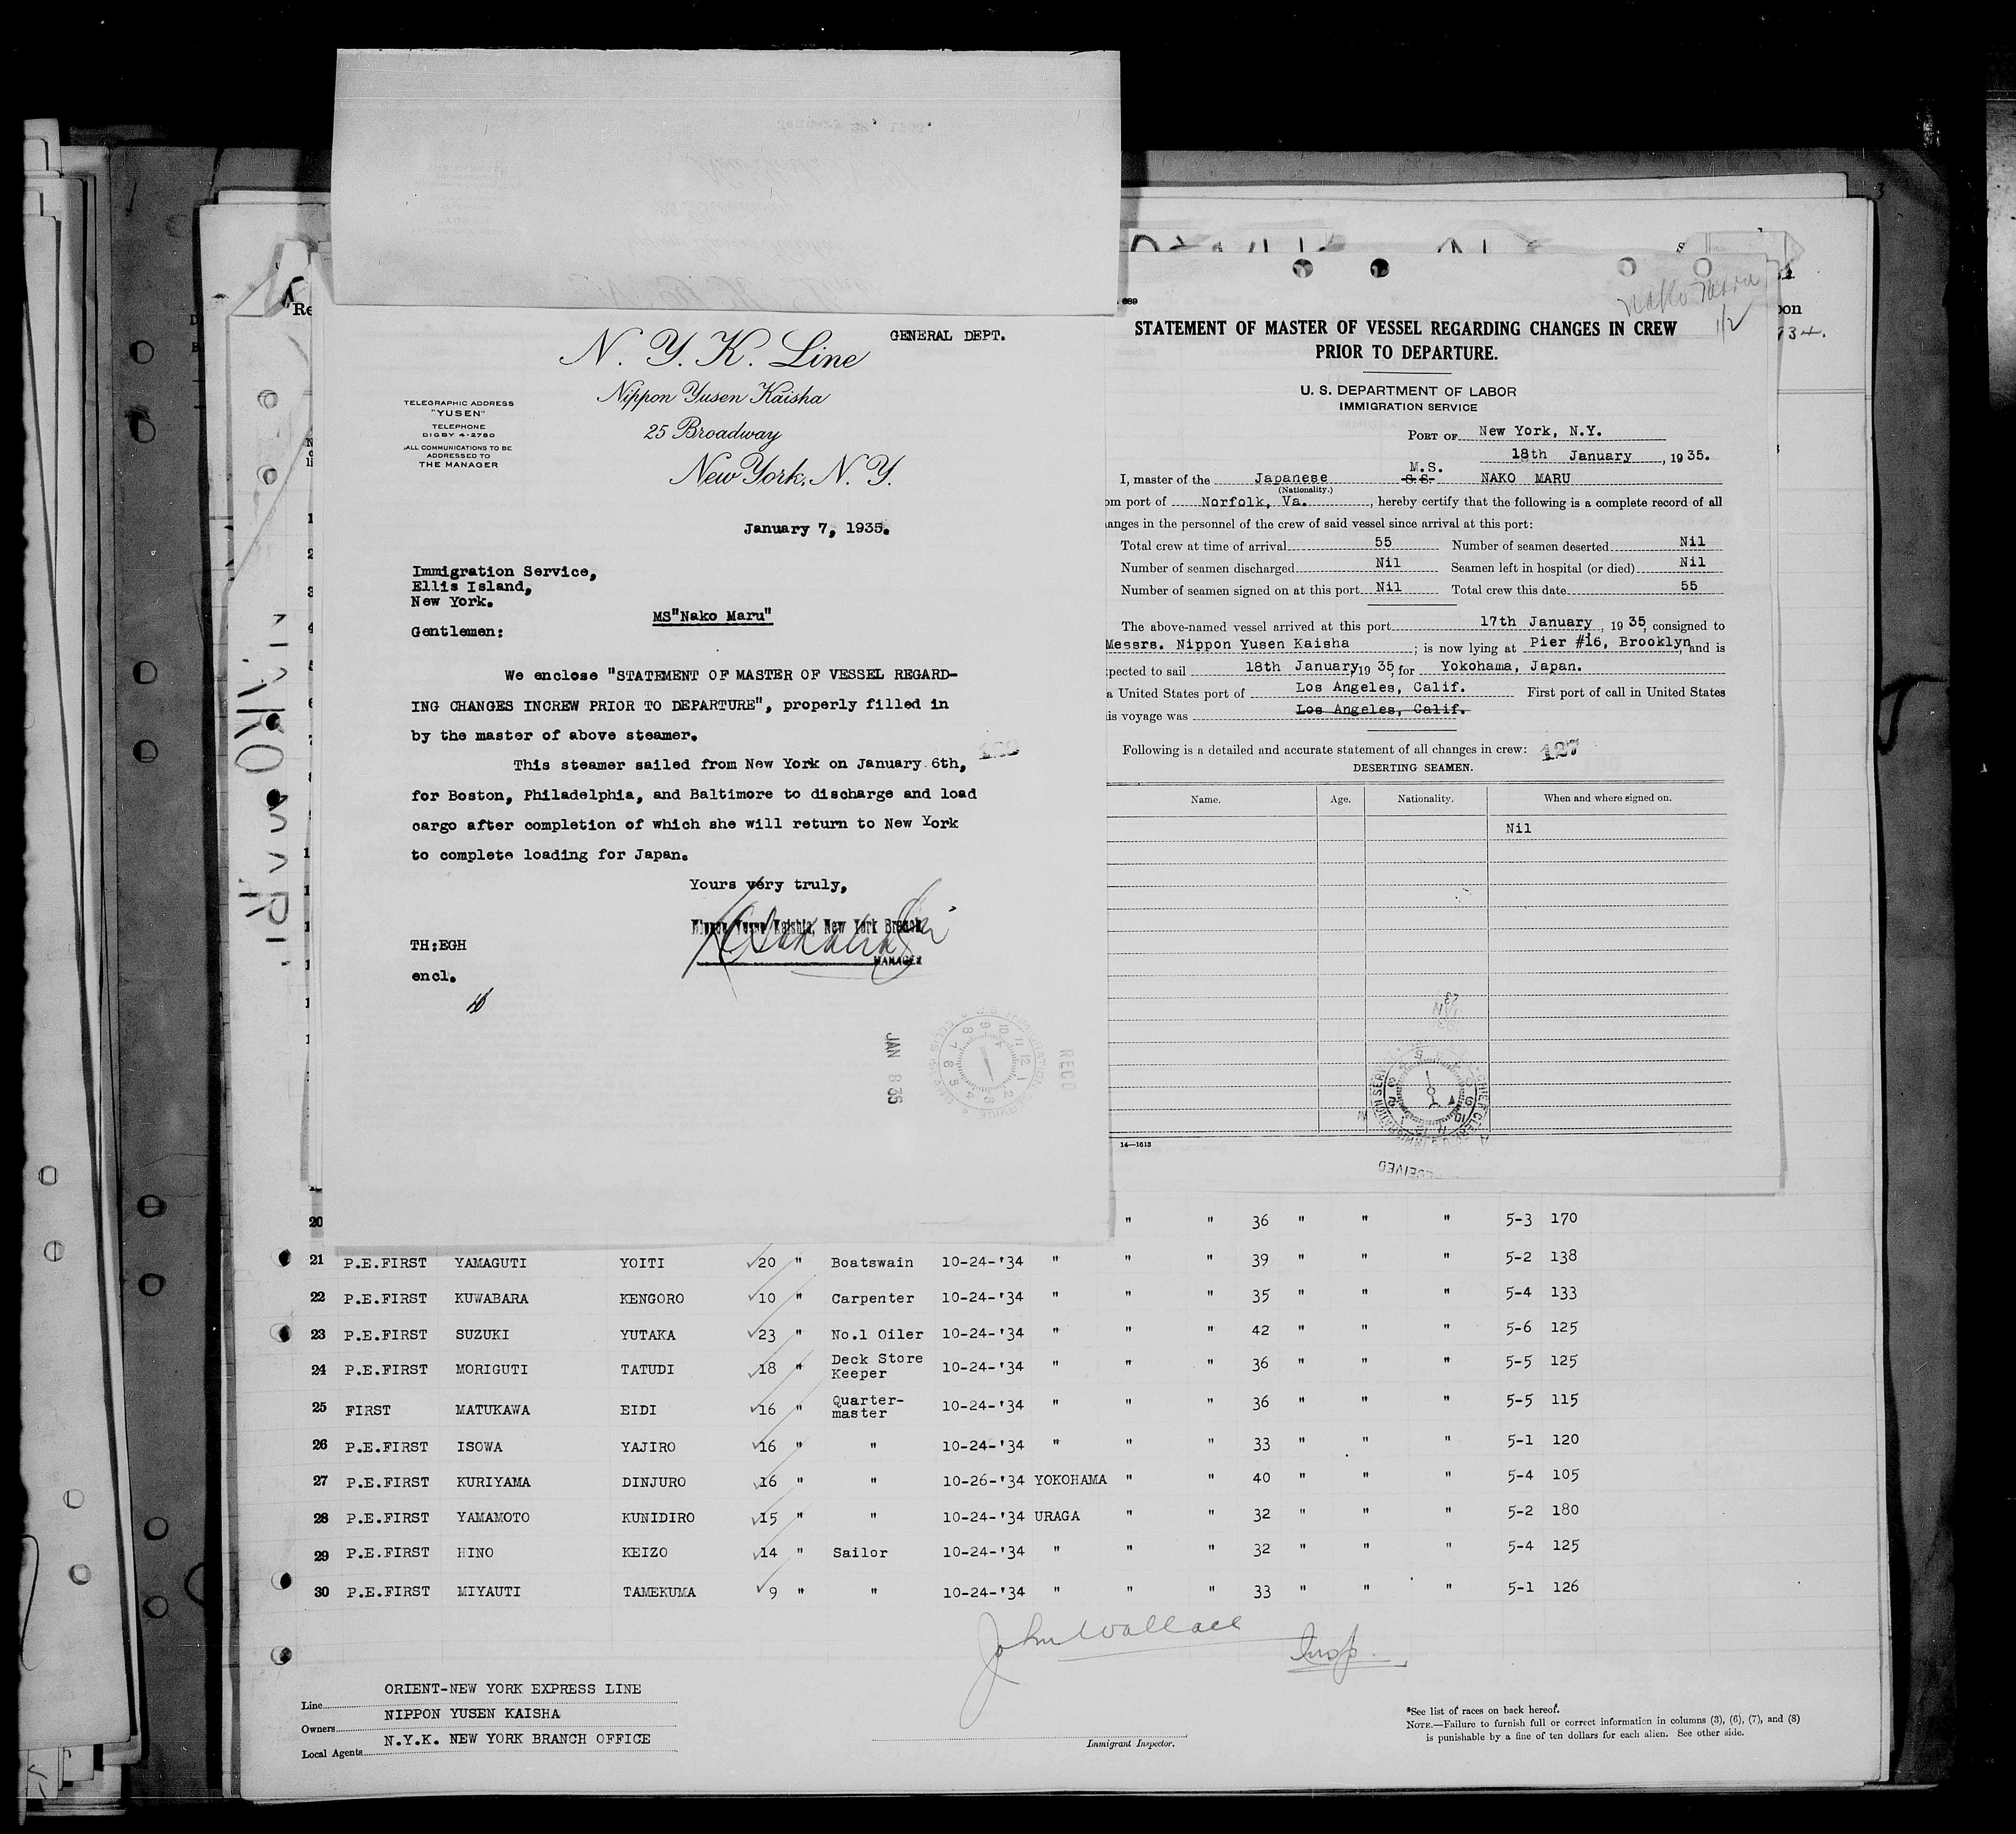 GENERAL DEPT.
N. Y. K. Line
Nippon Yusen Kaisha
25 Broadway
New York, N. Y.
TELEGRAPHIC ADDRESS
"YUSEN"
TELEPHONE
DIGBY 4-2780
ALL COMMUNICATIONS TO BE
ADDRESSED TO
THE MANAGER
January 7, 1935.
Immigration Service,
Ellis Island,
New York.
MS"Nako Maru"
Gentlemen:
We enclose "STATEMENT OF MASTER OF VESSEL REGARD-
ING CHANGES INCREW PRIOR TO DEPARTURE", properly filled in
by the master of above steamer.
This steamer sailed from New York on January 6th,
for Boston, Philadelphia, and Baltimore to discharge and load
cargo after completion of which she will return to New York
to complete loading for Japan.
Yours very truly,
Nippon Yusen Kaisha, New York Branch
MANAGER
TH:EGH
encl.
JAN 8 35
RECD
689
Nako Maru
1/2
STATEMENT OF MASTER OF VESSEL REGARDING CHANGES IN CREW
PRIOR TO DEPARTURE.
U. S. DEPARTMENT OF LABOR
IMMIGRATION SERVICE
PORT OF New York, N.Y.
18th January, 1935.
I, master of the Japanese M.S. S.S. NAKO MARU
(Nationality.)
om port of Norfolk, Va., hereby certify that the following is a complete record of all
anges in the personnel of the crew of said vessel since arrival at this port:
Total crew at time of arrival 55 Number of seamen deserted Nil
Number of seamen discharged Nil Seamen left in hospital (or died) Nil
Number of seamen signed on at this port Nil Total crew this date 55
The above-named vessel arrived at this port 17th January, 1935, consigned to
Messrs. Nippon Yusen Kaisha; is now lying at Pier #16, Brooklyn, and is
pected to sail 18th January, 1935, for Yokohama, Japan.
a United States port of Los Angeles, Calif. First port of call in United States
is voyage was Los Angeles, Calif.
Following is a detailed and accurate statement of all changes in crew: 127
DESERTING SEAMEN.
Name. Age. Nationality. When and where signed on.
Nil
14—1613
RECEIVED
20 " " 36 " " " 5-3 170
21 P.E.FIRST YAMAGUTI YOITI 20 " Boatswain 10-24-'34 " " " 39 " " " 5-2 138
22 P.E.FIRST KUWABARA KENGORO 10 " Carpenter 10-24-'34 " " " 35 " " " 5-4 133
23 P.E.FIRST SUZUKI YUTAKA 23 " No.1 Oiler 10-24-'34 " " " 42 " " " 5-6 125
24 P.E.FIRST MORIGUTI TATUDI 18 " Deck Store Keeper 10-24-'34 " " " 36 " " " 5-5 125
25 FIRST MATUKAWA EIDI 16 " Quarter-master 10-24-'34 " " " 36 " " " 5-5 115
26 P.E.FIRST ISOWA YAJIRO 16 " " 10-24-'34 " " " 33 " " " 5-1 120
27 P.E.FIRST KURIYAMA DINJURO 16 " " 10-26-'34 YOKOHAMA " " 40 " " " 5-4 105
28 P.E.FIRST YAMAMOTO KUNIDIRO 15 " " 10-24-'34 URAGA " " 32 " " " 5-2 180
29 P.E.FIRST HINO KEIZO 14 " Sailor 10-24-'34 " " " 32 " " " 5-4 125
30 P.E.FIRST MIYAUTI TAMEKUMA 9 " " 10-24-'34 " " " 33 " " " 5-1 126
John Wallace Insp.
Immigrant Inspector.
Line ORIENT-NEW YORK EXPRESS LINE
Owners NIPPON YUSEN KAISHA
Local Agents N.Y.K. NEW YORK BRANCH OFFICE
*See list of races on back hereof.
NOTE.—Failure to furnish full or correct information in columns (3), (6), (7), and (8)
is punishable by a fine of ten dollars for each alien. See other side.